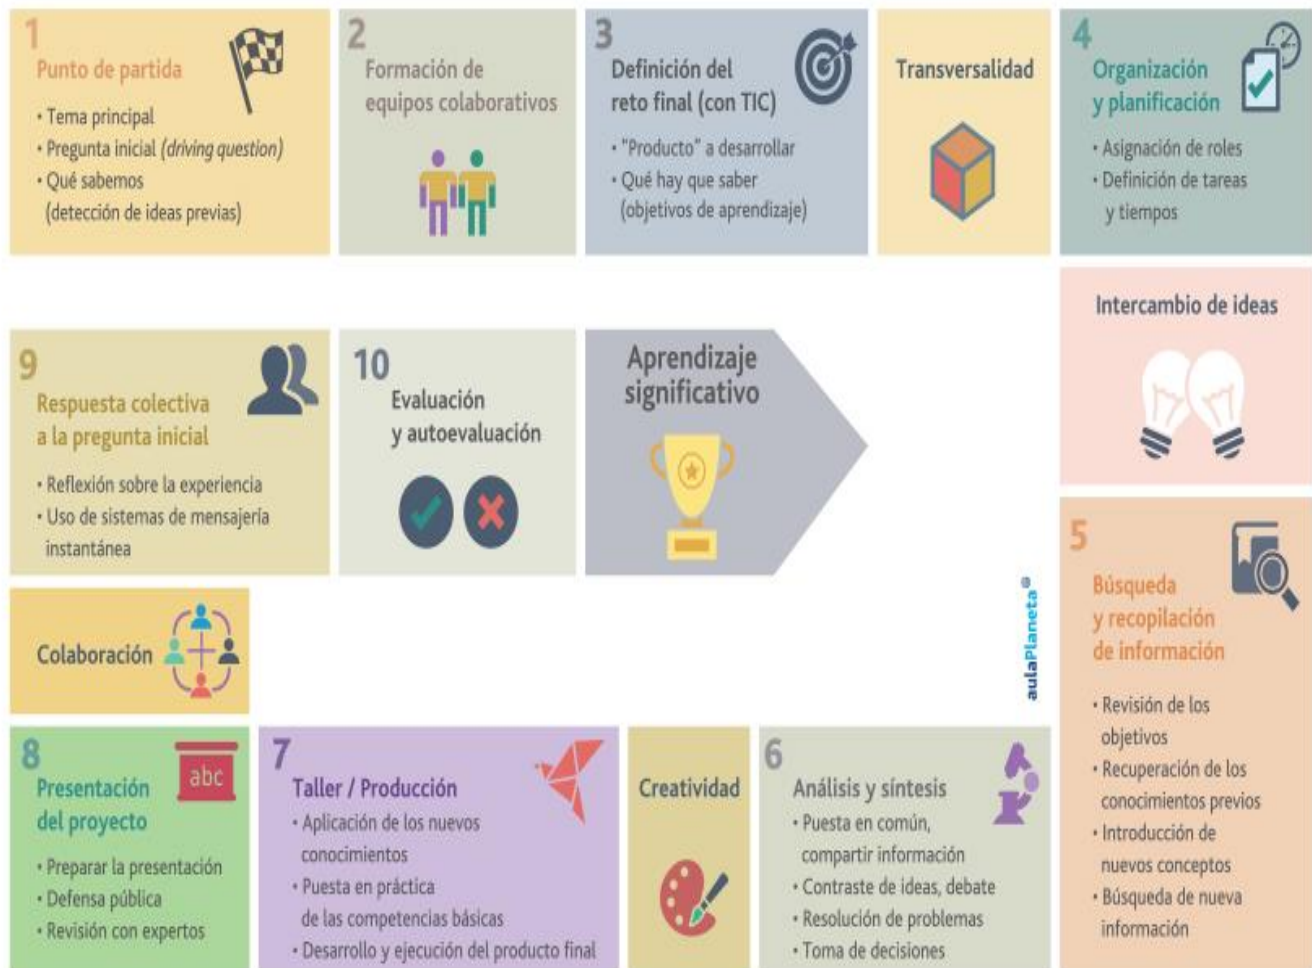 1
Punto de partida
• Tema principal
• Pregunta inicial (driving question)
• Qué sabemos
(detección de ideas previas)
2
Formación de
equipos colaborativos
3
Definición del
reto final (con TIC)
• "Producto" a desarrollar
• Qué hay que saber
(objetivos de aprendizaje)
Transversalidad
4
Organización
y planificación
• Asignación de roles
• Definición de tareas
y tiempos
Intercambio de ideas
5
Búsqueda
y recopilación
de información
• Revisión de los
objetivos
• Recuperación de los
conocimientos previos
• Introducción de
nuevos conceptos
• Búsqueda de nueva
información
6
Análisis y síntesis
• Puesta en común,
compartir información
• Contraste de ideas, debate
• Resolución de problemas
• Toma de decisiones
Creatividad
7
Taller / Producción
• Aplicación de los nuevos
conocimientos
• Puesta en práctica
de las competencias básicas
• Desarrollo y ejecución del producto final
8
abc
Presentación
del proyecto
• Preparar la presentación
• Defensa pública
• Revisión con expertos
Colaboración
9
Respuesta colectiva
a la pregunta inicial
• Reflexión sobre la experiencia
• Uso de sistemas de mensajería
instantánea
10
Evaluación
y autoevaluación
Aprendizaje
significativo
aulaPlaneta